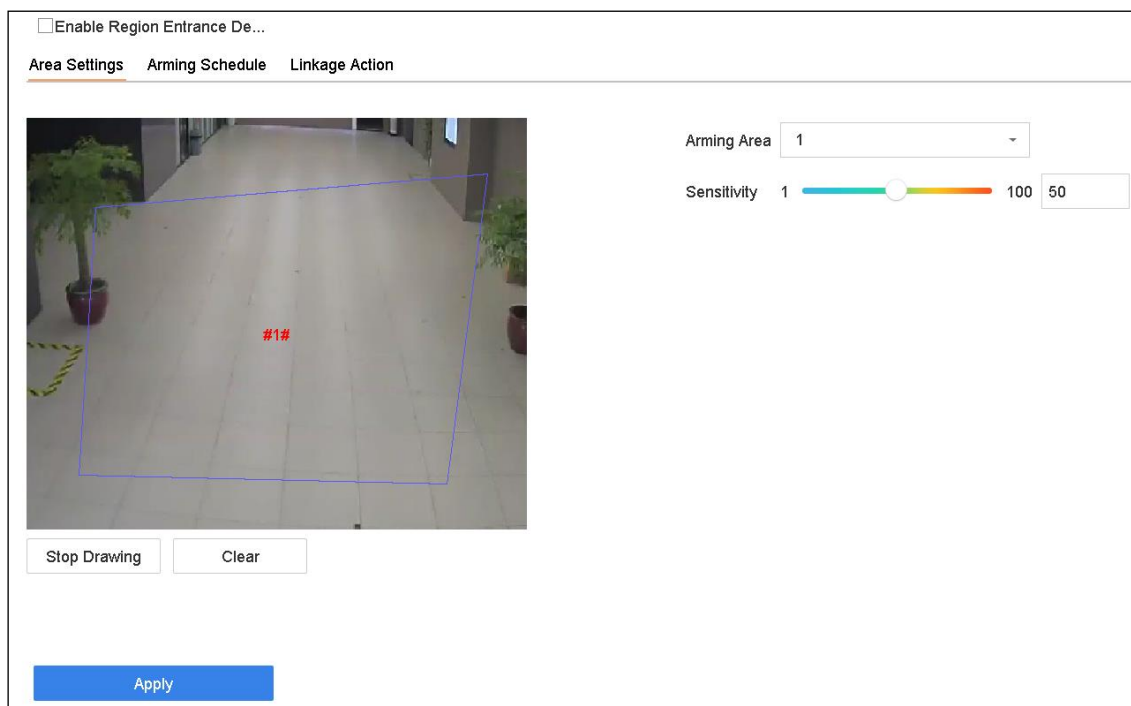 Enable Region Entrance De...
Area Settings Arming Schedule Linkage Action
Arming Area 1
Sensitivity 1 100 50
#1#
Stop Drawing Clear
Apply